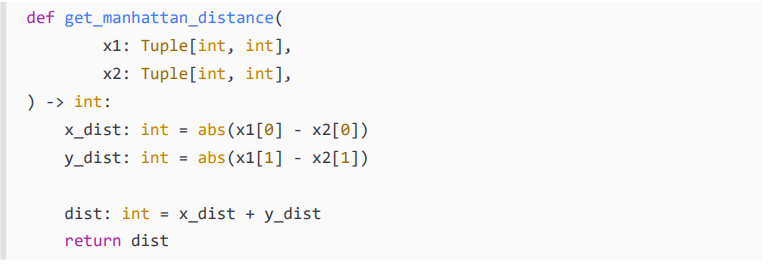 def get_manhattan_distance(
        x1: Tuple[int, int],
        x2: Tuple[int, int],
) -> int:
    x_dist: int = abs(x1[0] - x2[0])
    y_dist: int = abs(x1[1] - x2[1])

    dist: int = x_dist + y_dist
    return dist